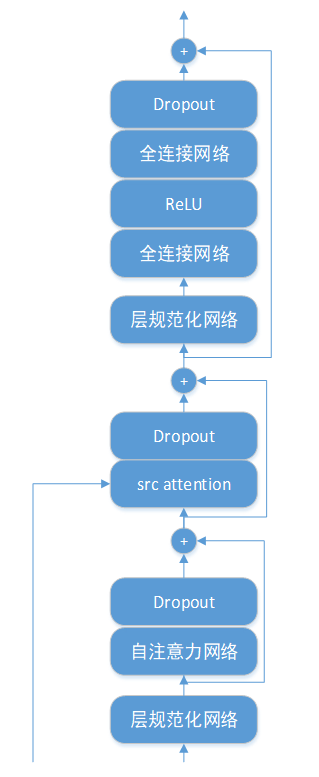 +
Dropout
全连接网络
ReLU
全连接网络
层规范化网络
+
Dropout
src attention
+
Dropout
自注意力网络
层规范化网络